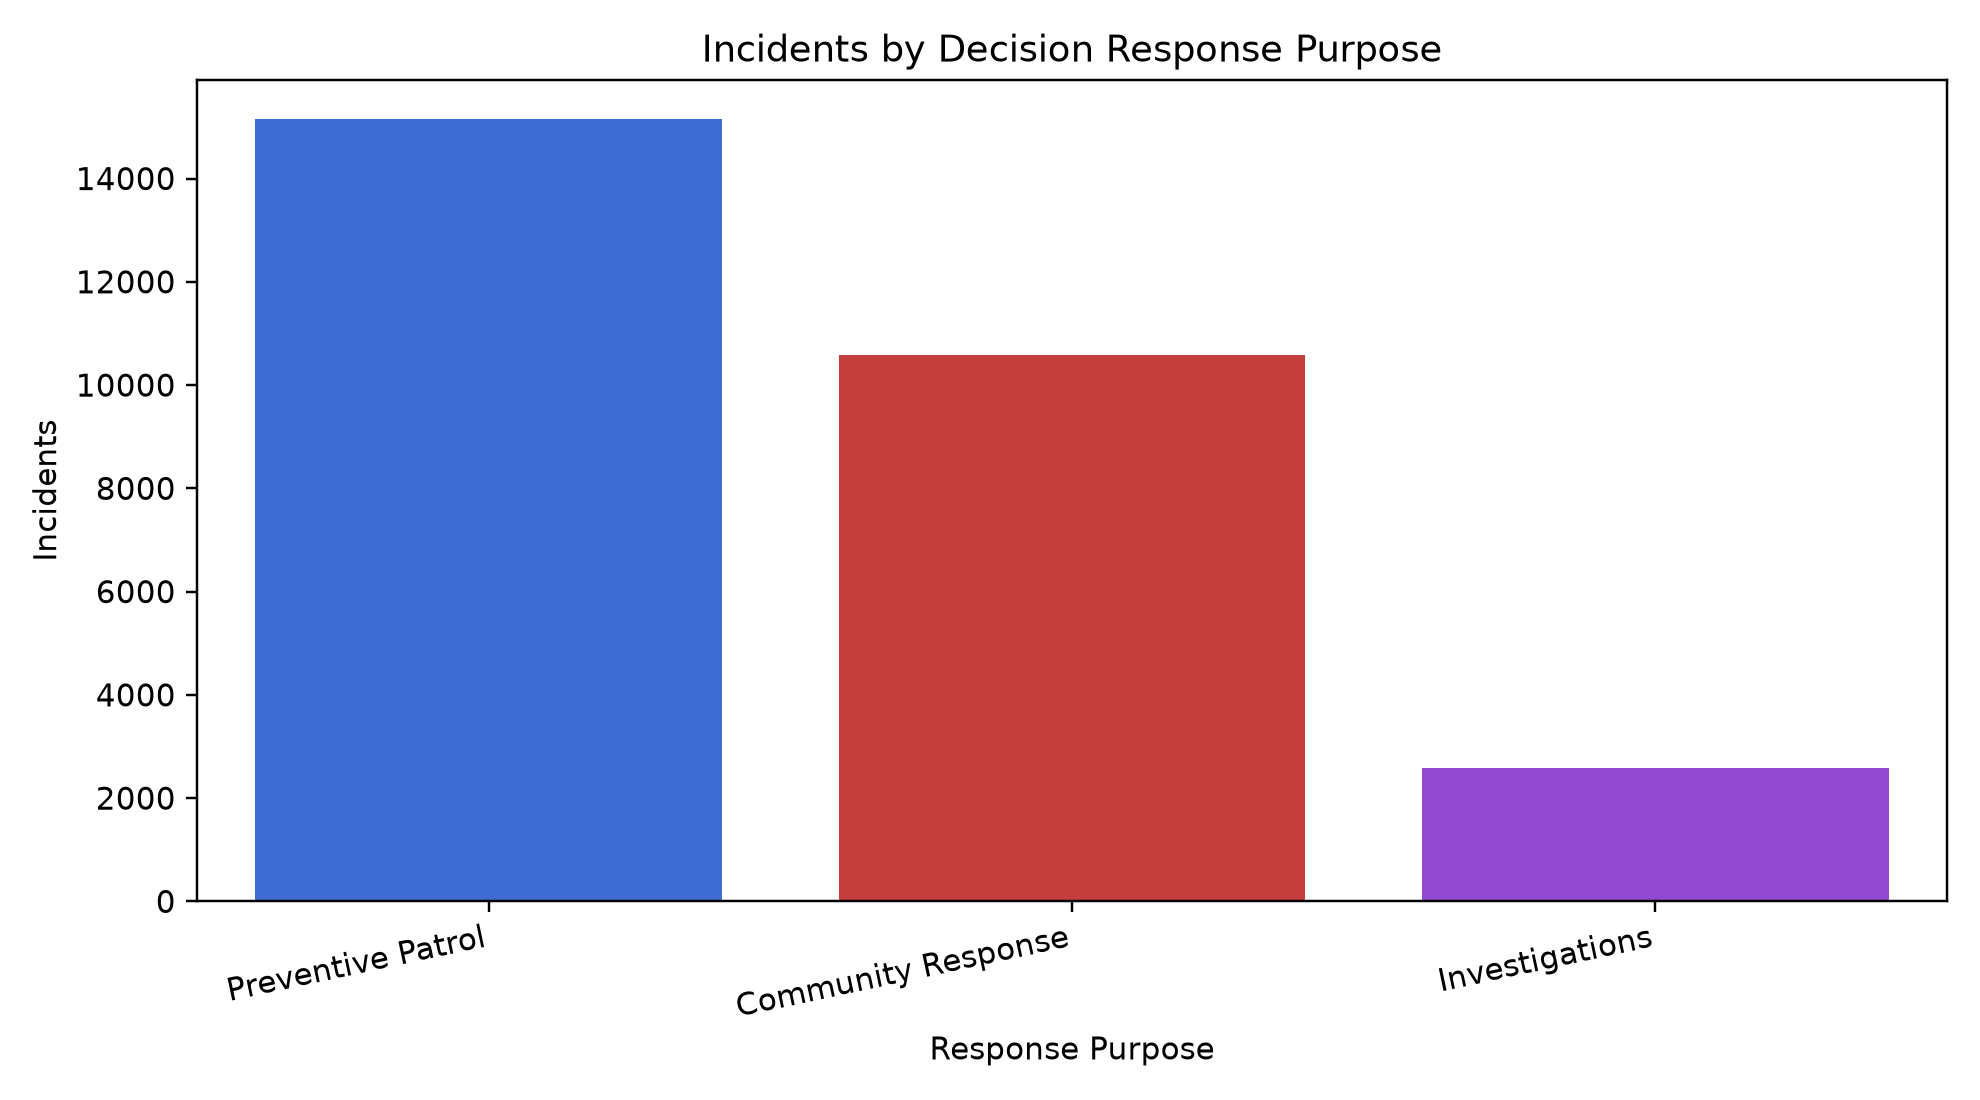 Incidents by Decision Response Purpose
14000
12000
10000
8000
6000
4000
2000
0
Incidents
Preventive Patrol
Community Response
Investigations
Response Purpose